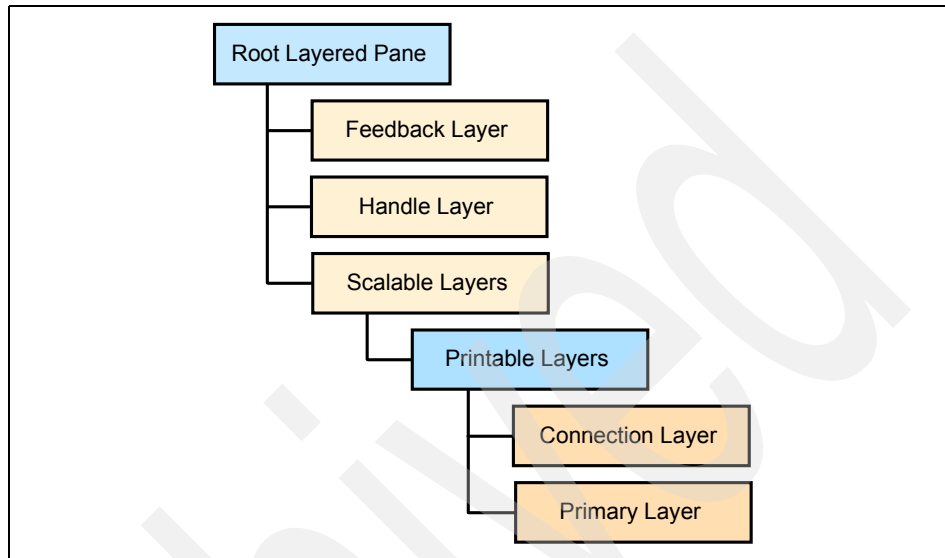 Root Layered Pane
Feedback Layer
Handle Layer
Scalable Layers
Printable Layers
Connection Layer
Primary Layer